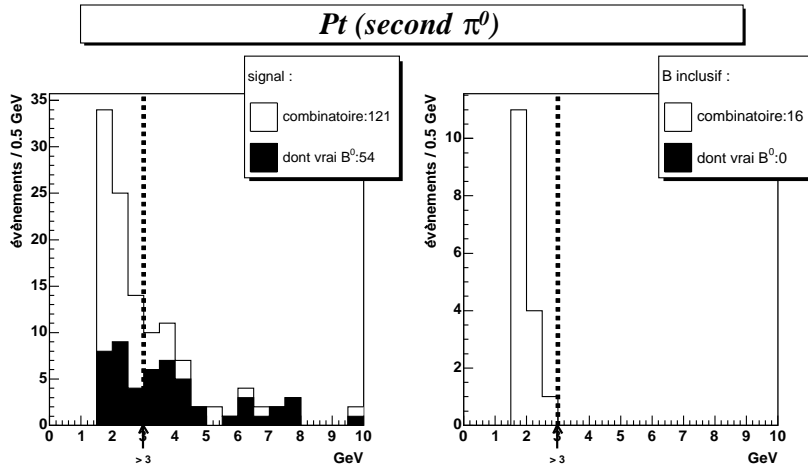 Pt (second π⁰)
signal :
combinatoire:121
dont vrai B⁰:54
évènements / 0.5 GeV
35
30
25
20
15
10
5
0
0 1 2 3 4 5 6 7 8 9 10
> 3
GeV
B inclusif :
combinatoire:16
dont vrai B⁰:0
évènements / 0.5 GeV
10
8
6
4
2
0
0 1 2 3 4 5 6 7 8 9 10
> 3
GeV